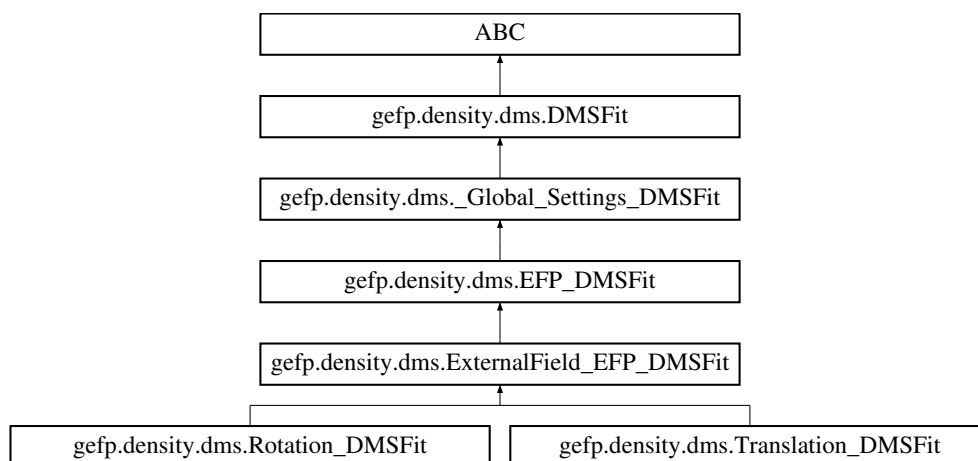 ABC
gefp.density.dms.DMSFit
gefp.density.dms._Global_Settings_DMSFit
gefp.density.dms.EFP_DMSFit
gefp.density.dms.ExternalField_EFP_DMSFit
gefp.density.dms.Rotation_DMSFit
gefp.density.dms.Translation_DMSFit